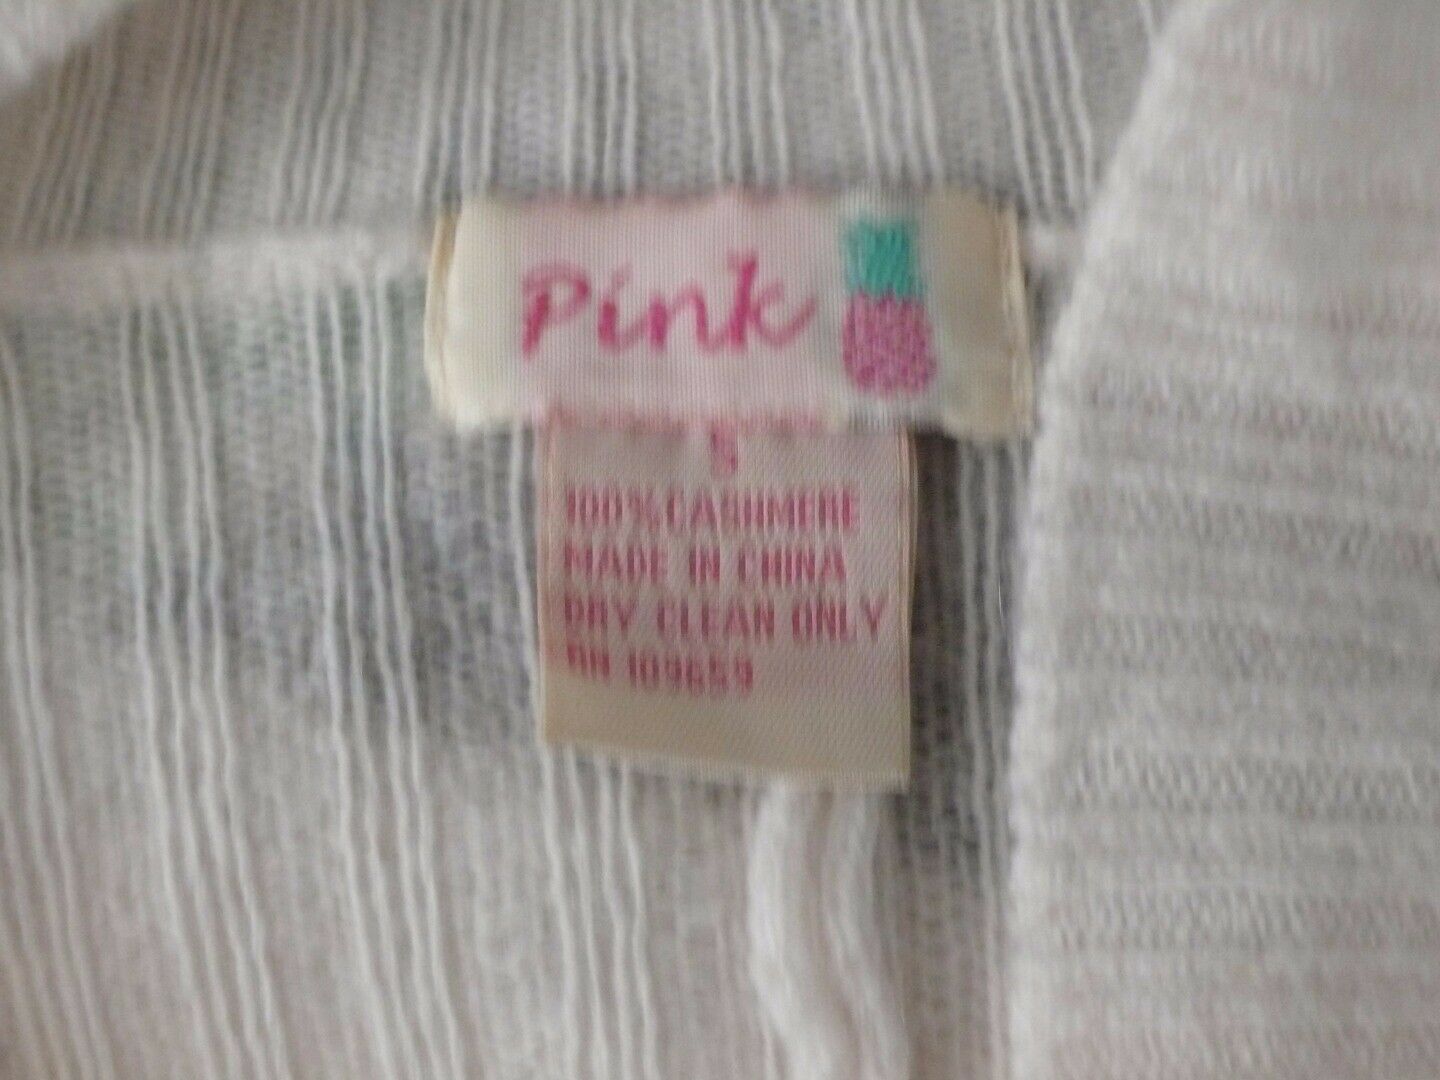 Pink
S
100% CASHMERE
MADE IN CHINA
DRY CLEAN ONLY
RN 109659